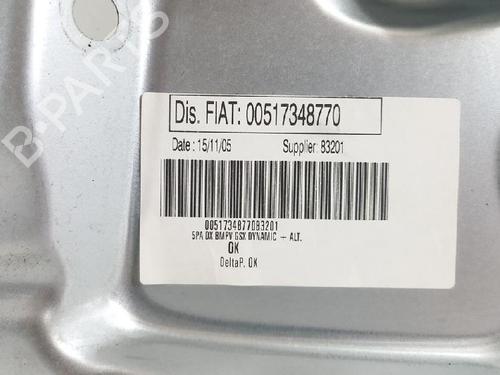 Dis. FIAT: 00517348770
Date : 15/11/05 Supplier: 83201
0051734877083201
5PA DX BMPV GSX DYNAMIC + ALT.
OK
DeltaP. OK
B-PARTS